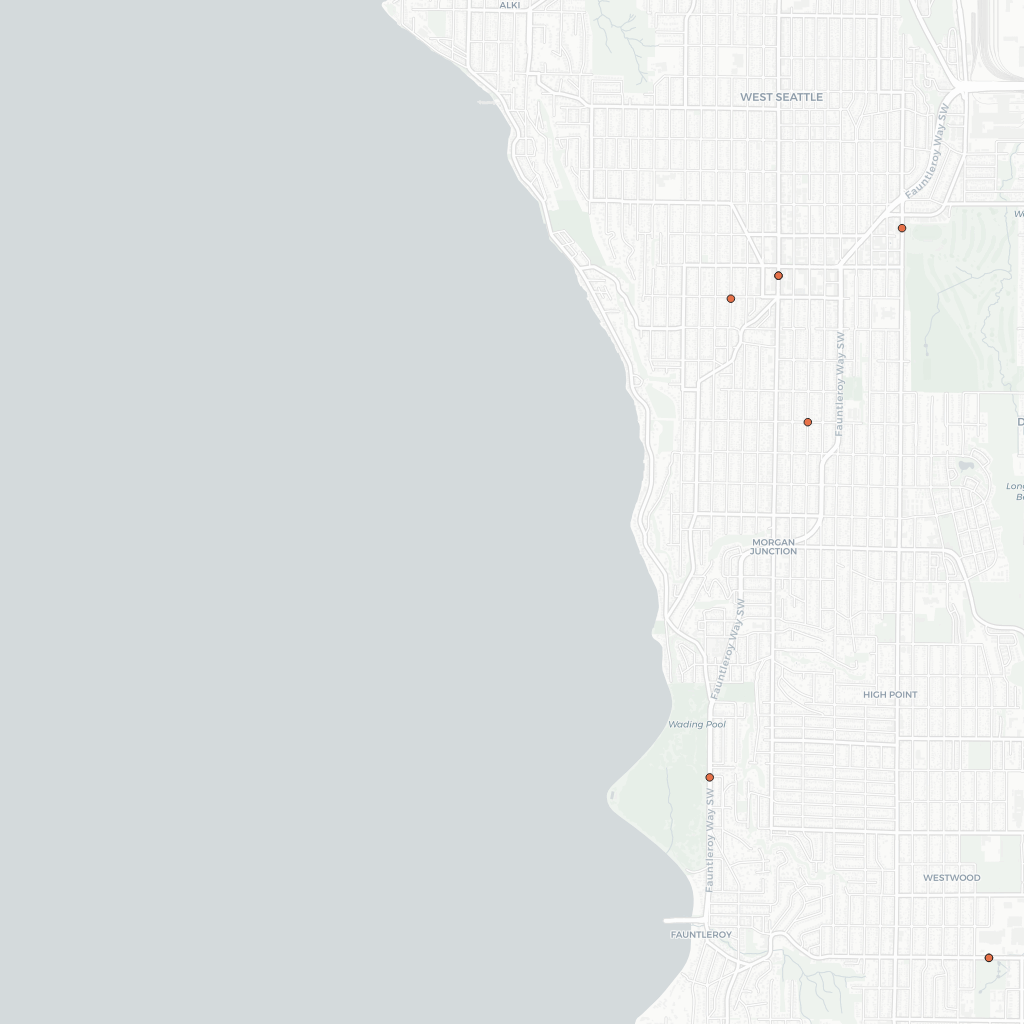 ALKI
WEST SEATTLE
Fauntleroy Way SW
Fauntleroy Way SW
MORGAN
JUNCTION
Fauntleroy Way SW
HIGH POINT
Wading Pool
Fauntleroy Way SW
WESTWOOD
FAUNTLEROY